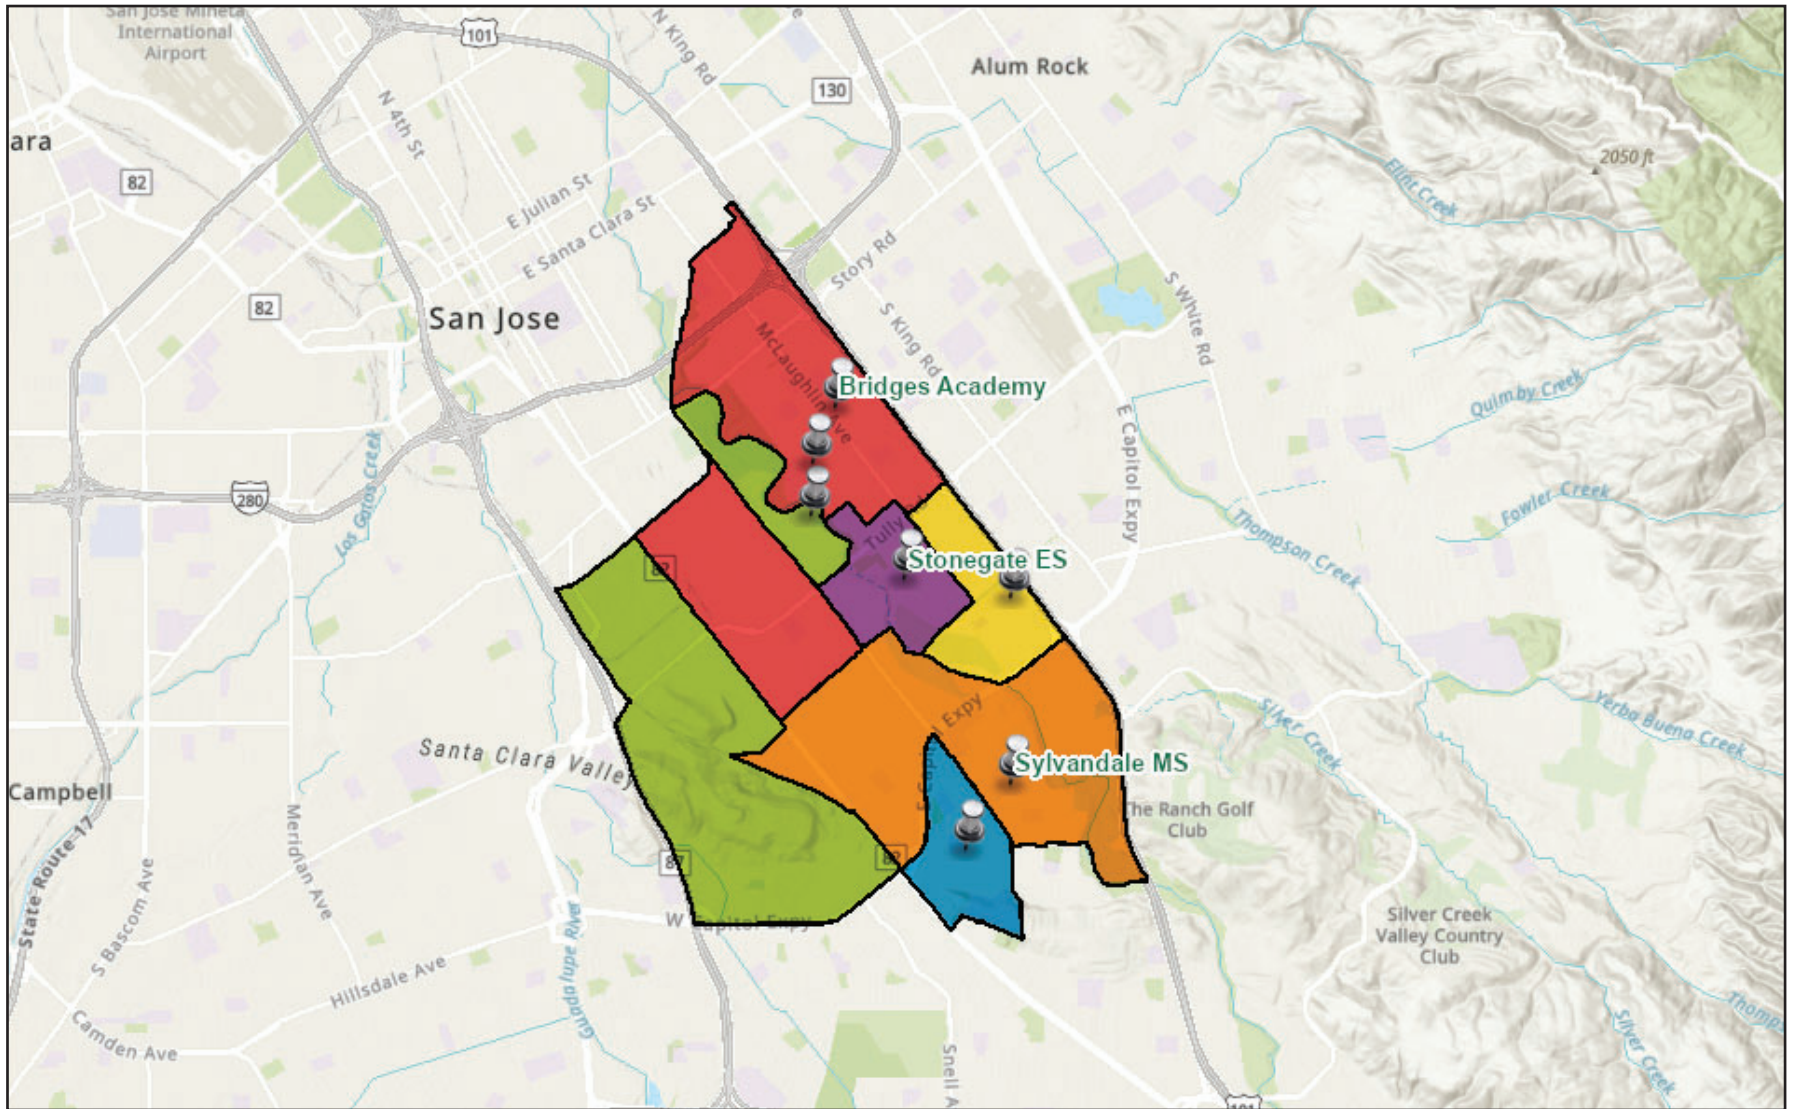 San Jose Mineta
International
Airport
101
N King Rd
130
Alum Rock
ara
82
N 4th St
2050 ft
Flint Creek
E Julian St
E Santa Clara St
Story Rd
82
San Jose
S King Rd
S White Rd
McLaughlin Ave
Bridges Academy
Quimby Creek
E Capitol Expy
280
Los Gatos Creek
Fowler Creek
Thompson Creek
Tully
Stonegate ES
82
Silver Creek
Yerba Buena Creek
Expy
Santa Clara Valley
Sylvandale MS
Campbell
The Ranch Golf
Club
Meridian Ave
State Route 17
S Bascom Ave
87
82
W Capitol Expy
Guadalupe River
Silver Creek
Valley Country
Club
Hillsdale Ave
Camden Ave
Snell A
Thomps
Silver Creek
101